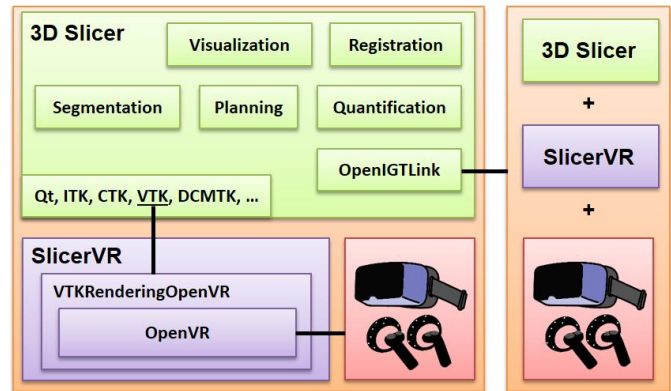 3D Slicer
Visualization
Registration
Segmentation
Planning
Quantification
OpenIGTLink
Qt, ITK, CTK, VTK, DCMTK, ...
SlicerVR
VTKRenderingOpenVR
OpenVR
3D Slicer
+
SlicerVR
+